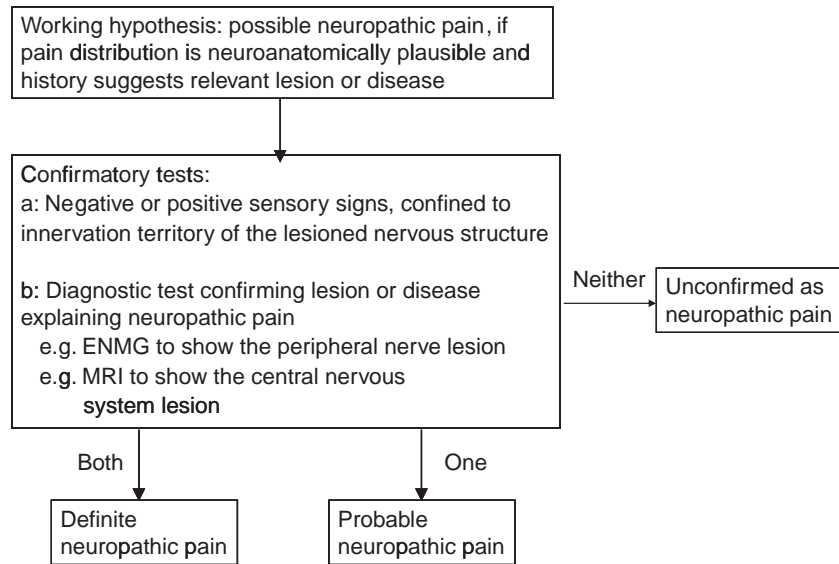 Working hypothesis: possible neuropathic pain, if
pain distribution is neuroanatomically plausible and
history suggests relevant lesion or disease
Confirmatory tests:
a: Negative or positive sensory signs, confined to
innervation territory of the lesioned nervous structure
b: Diagnostic test confirming lesion or disease
explaining neuropathic pain
e.g. ENMG to show the peripheral nerve lesion
e.g. MRI to show the central nervous
system lesion
Neither
Unconfirmed as
neuropathic pain
Both
One
Definite
neuropathic pain
Probable
neuropathic pain